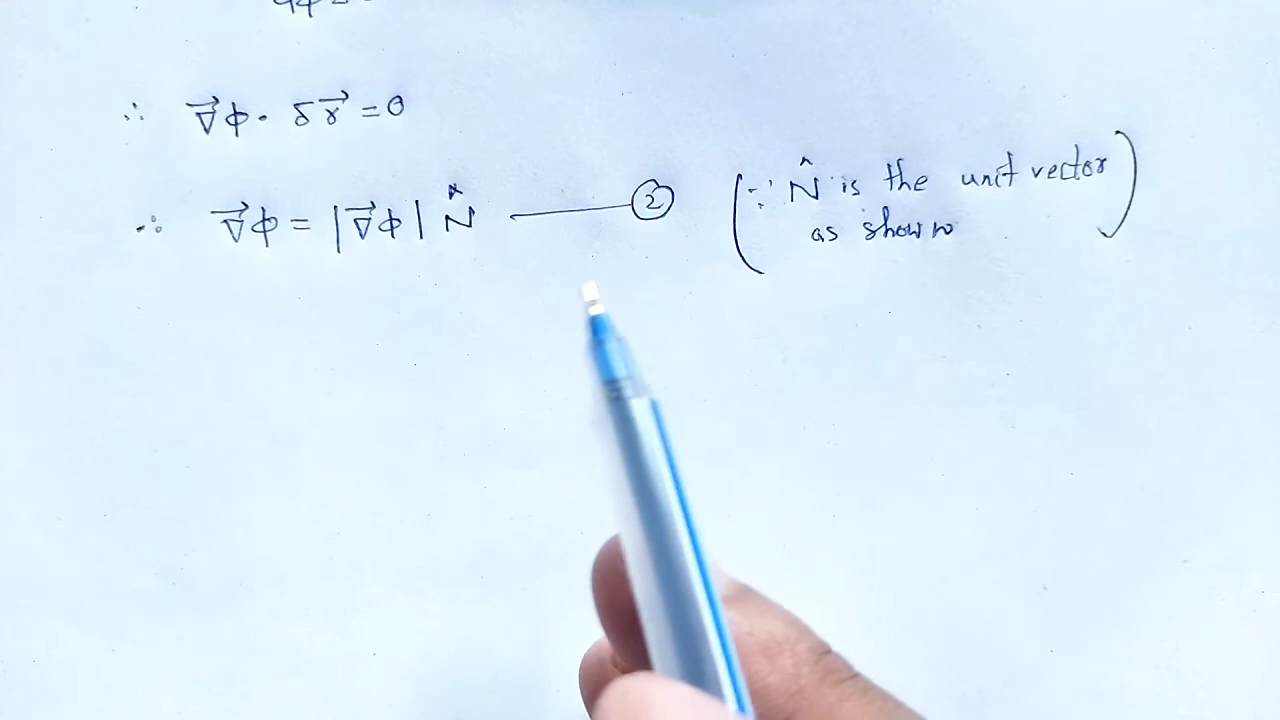 ∴ ∇⃗ϕ · δr⃗ = 0
∴ ∇⃗ϕ = |∇⃗ϕ| N̂ —— ② (∵ N̂ is the unit vector
as shown)